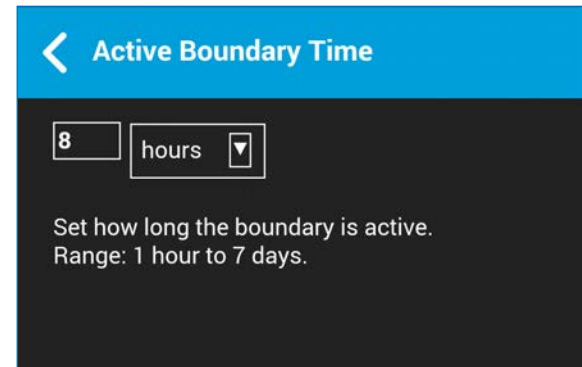 Active Boundary Time
8
hours
Set how long the boundary is active.
Range: 1 hour to 7 days.